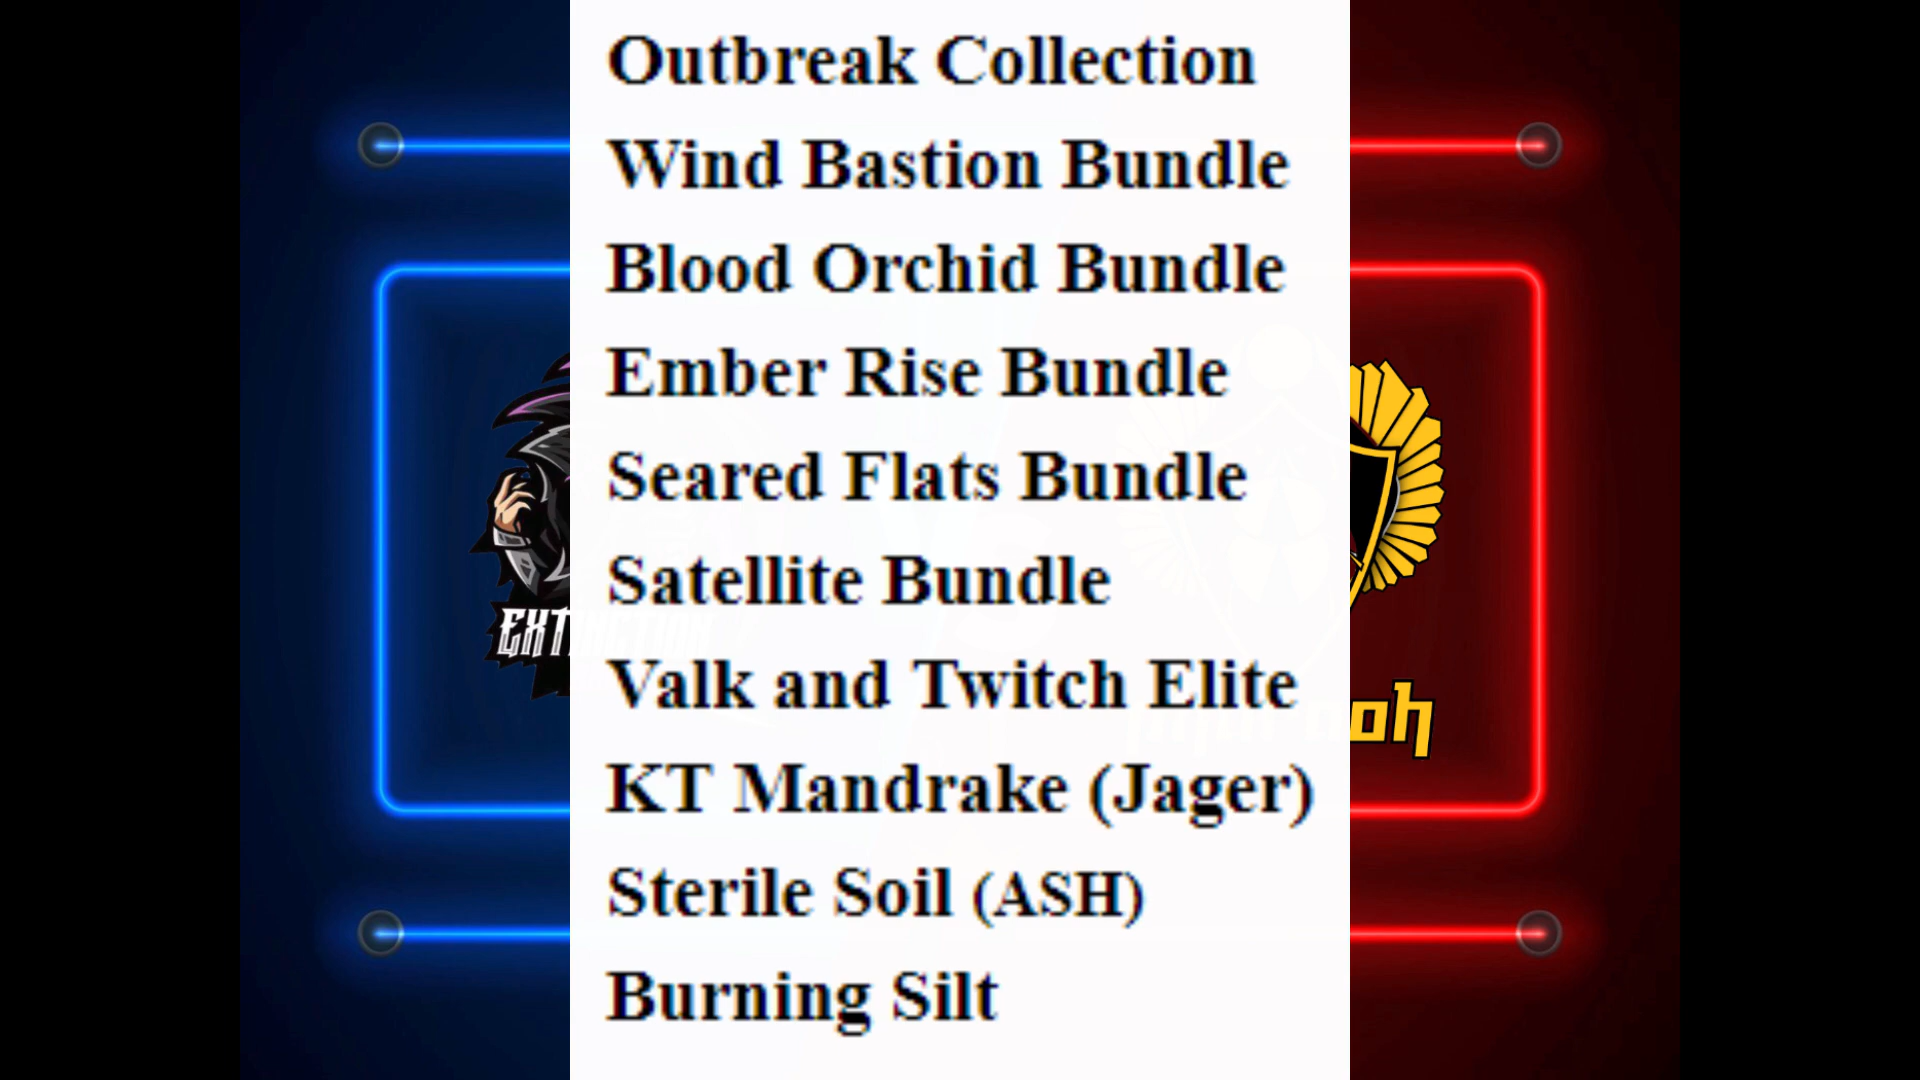 Outbreak Collection
Wind Bastion Bundle
Blood Orchid Bundle
Ember Rise Bundle
Seared Flats Bundle
Satellite Bundle
Valk and Twitch Elite
KT Mandrake (Jager)
Sterile Soil (ASH)
Burning Silt
EXTINCTION